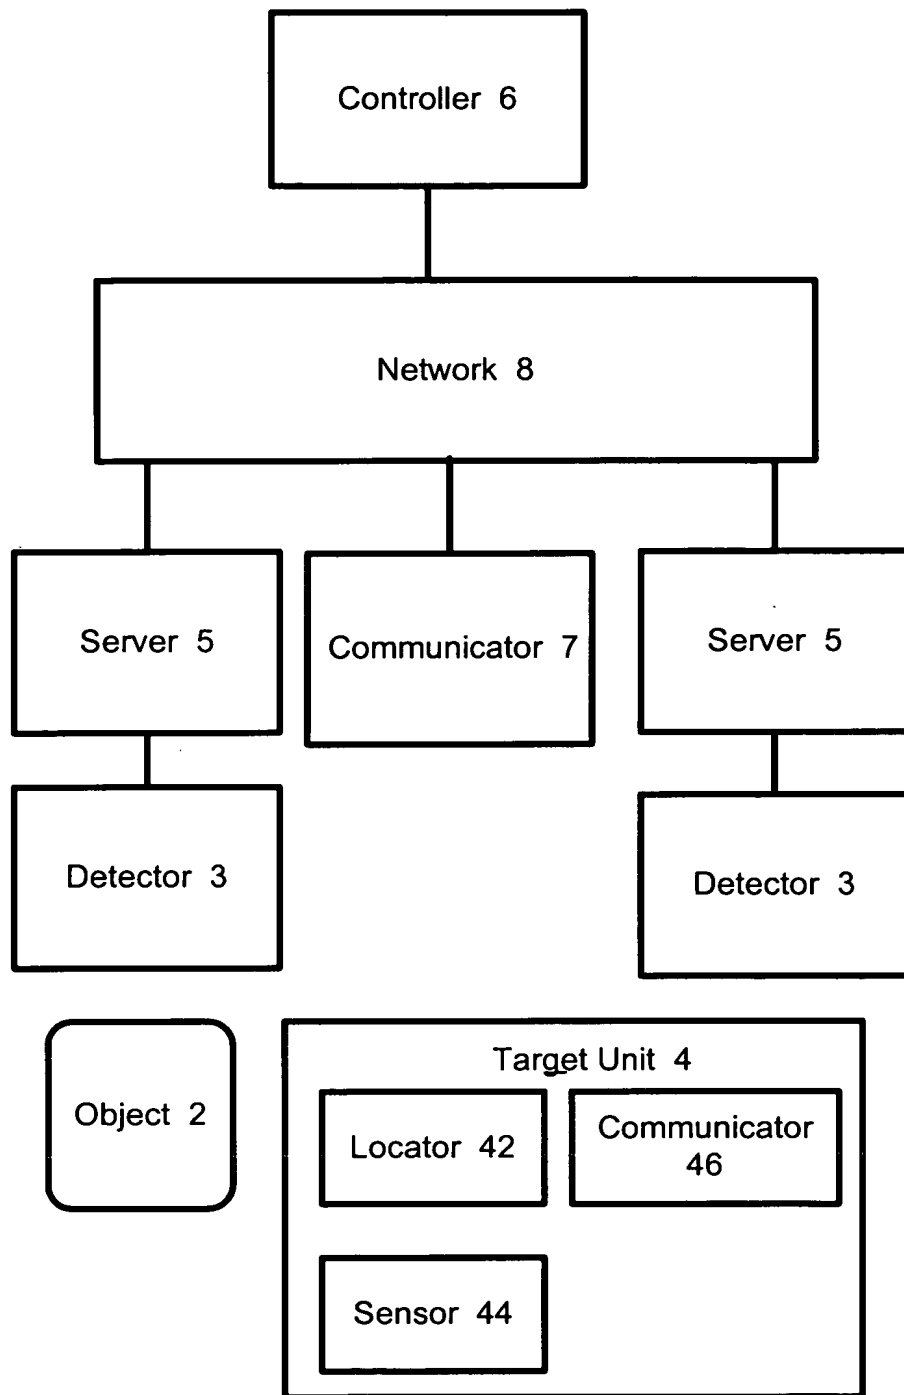 Controller 6
Network 8
Server 5
Communicator 7
Server 5
Detector 3
Detector 3
Object 2
Target Unit 4
Locator 42
Communicator
46
Sensor 44